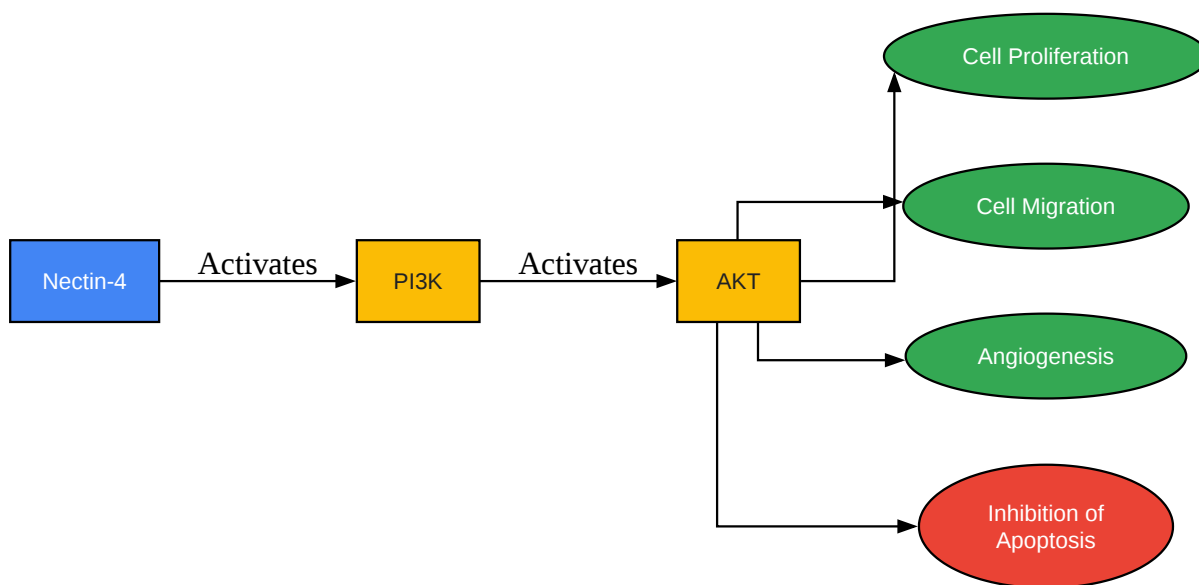 Cell Proliferation
Cell Migration
Nectin-4
Activates
PI3K
Activates
AKT
Angiogenesis
Inhibition of
Apoptosis